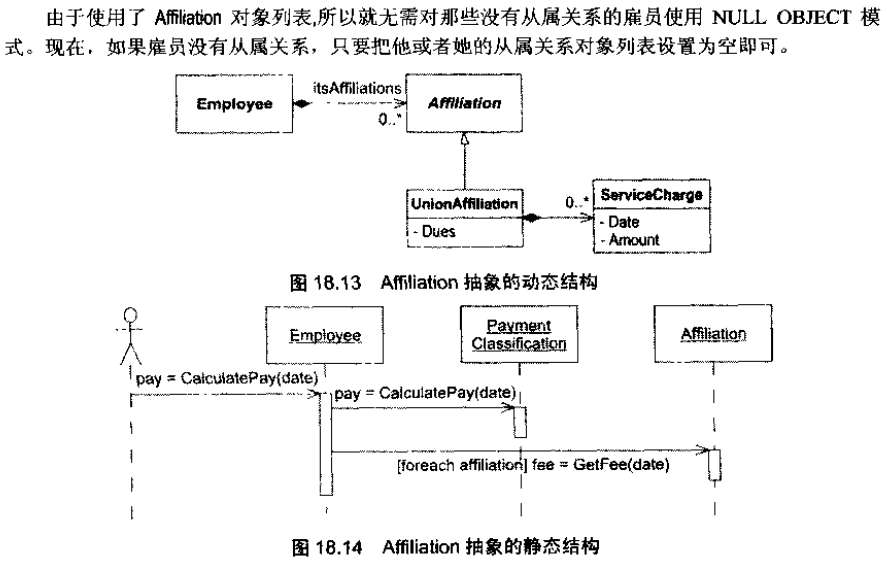 由于使用了 Affiliation 对象列表,所以就无需对那些没有从属关系的雇员使用 NULL OBJECT 模
式。现在，如果雇员没有从属关系，只要把他或者她的从属关系对象列表设置为空即可。
Employee
itsAffiliations
0..*
Affiliation
UnionAffiliation
- Dues
0..*
ServiceCharge
- Date
- Amount
图 18.13 Affiliation 抽象的动态结构
Employee
Payment
Classification
Affiliation
pay = CalculatePay(date)
pay = CalculatePay(date)
[foreach affiliation] fee = GetFee(date)
图 18.14 Affiliation 抽象的静态结构